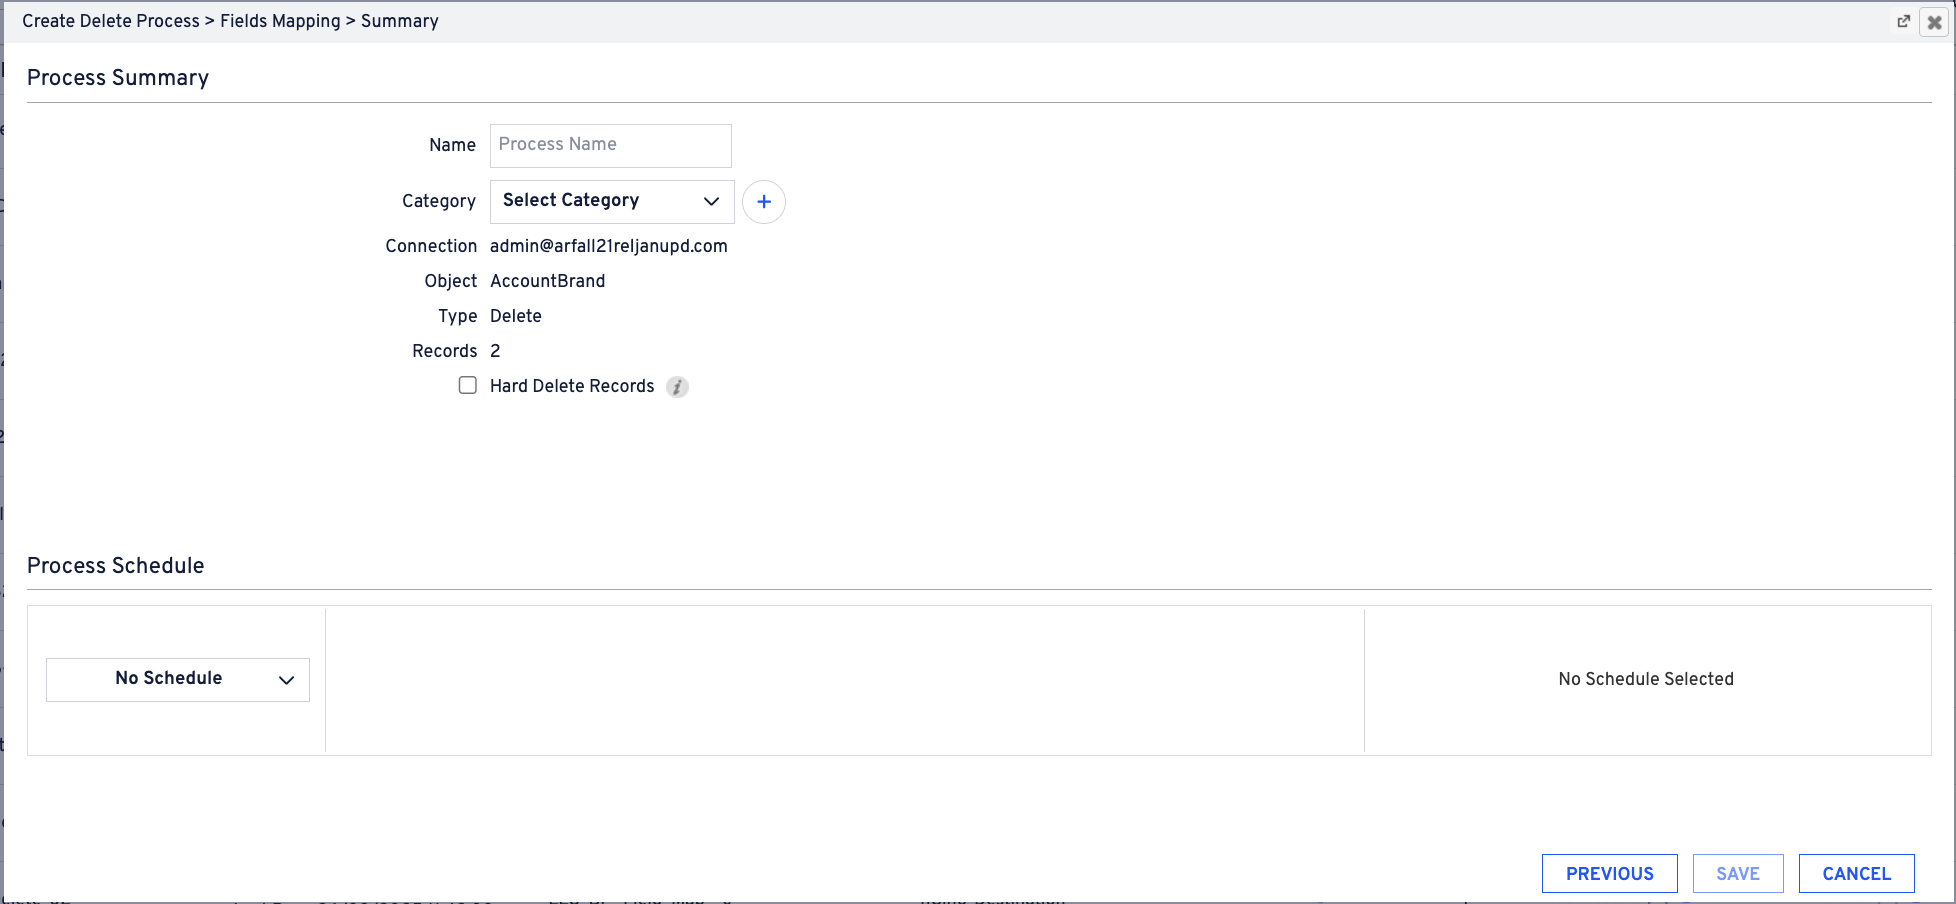 Create Delete Process > Fields Mapping > Summary
Process Summary
Name Process Name
Category Select Category +
Connection admin@arfall21reljanupd.com
Object AccountBrand
Type Delete
Records 2
Hard Delete Records i
Process Schedule
No Schedule
No Schedule Selected
PREVIOUS SAVE CANCEL